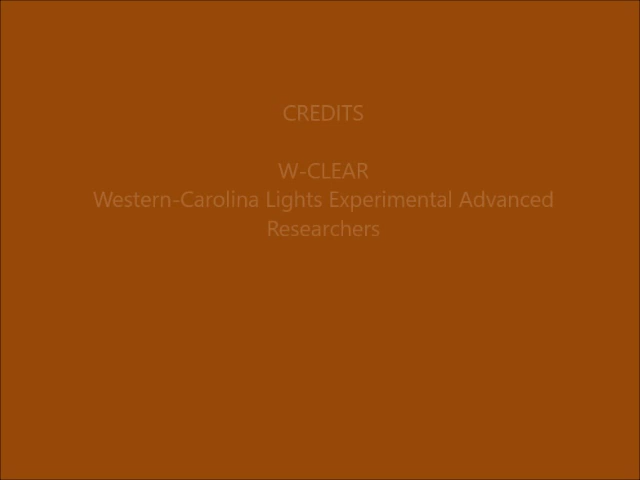 CREDITS
W-CLEAR
Western-Carolina Lights Experimental Advanced
Researchers